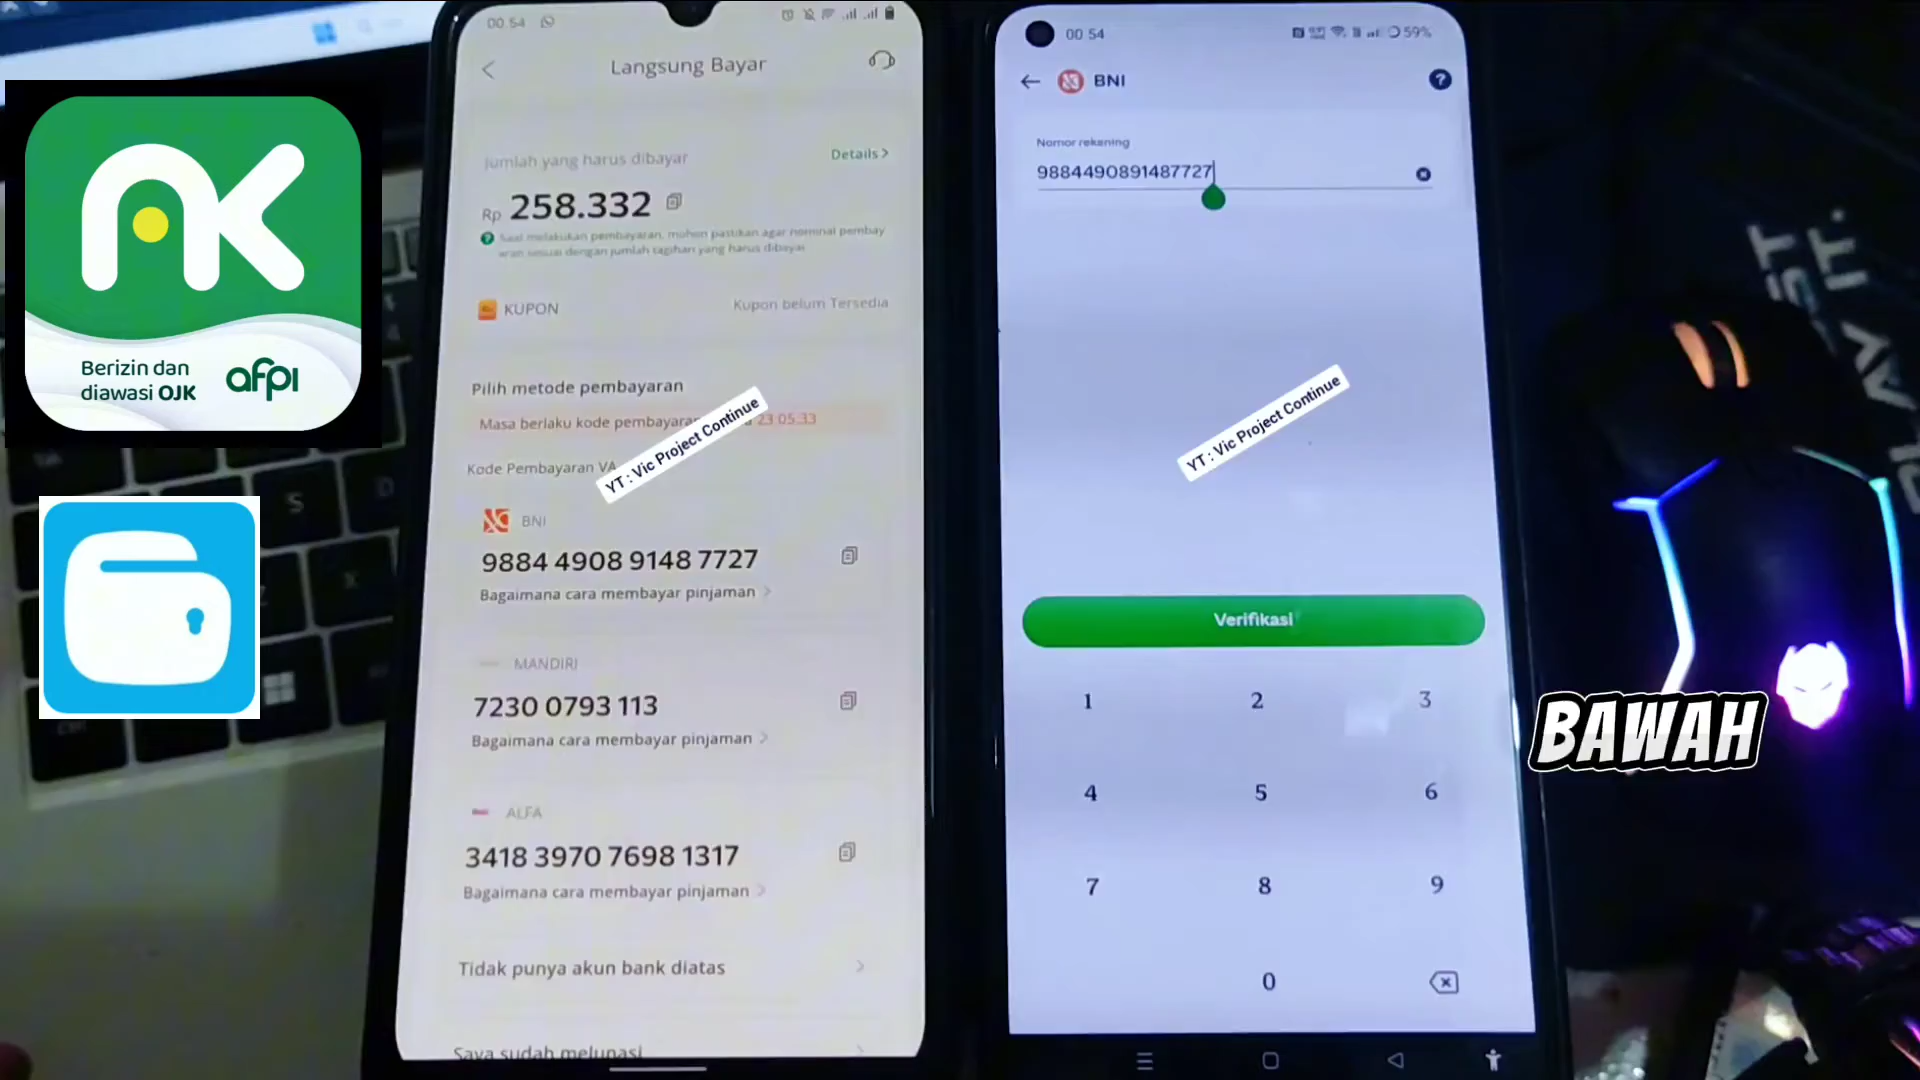 Berizin dan
diawasi OJK
afpi
00 54
Langsung Bayar
Jumlah yang harus dibayar
Details >
Rp 258.332
Saat melakukan pembayaran, mohon pastikan agar nominal pembay
aran sesuai dengan jumlah tagihan yang harus dibayar
KUPON
Kupon belum Tersedia
Pilih metode pembayaran
Masa berlaku kode pembayaran
23 05:33
Kode Pembayaran VA
YT : Vic Project Continue
BNI
9884 4908 9148 7727
Bagaimana cara membayar pinjaman >
MANDIRI
7230 0793 113
Bagaimana cara membayar pinjaman >
ALFA
3418 3970 7698 1317
Bagaimana cara membayar pinjaman >
Tidak punya akun bank diatas >
Saya sudah melunasi >
00 54
59%
BNI
?
Nomor rekening
9884490891487727
YT : Vic Project Continue
Verifikasi
1 2 3
4 5 6
7 8 9
0
BAWAH
PLAY IT.